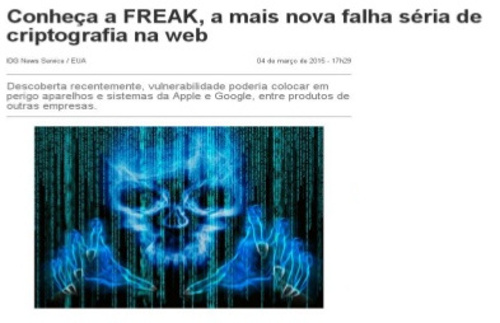 Conheça a FREAK, a mais nova falha séria de
criptografia na web
IDG News Service / EUA
04 de março de 2015 - 17h29
Descoberta recentemente, vulnerabilidade poderia colocar em
perigo aparelhos e sistemas da Apple e Google, entre produtos de
outras empresas.